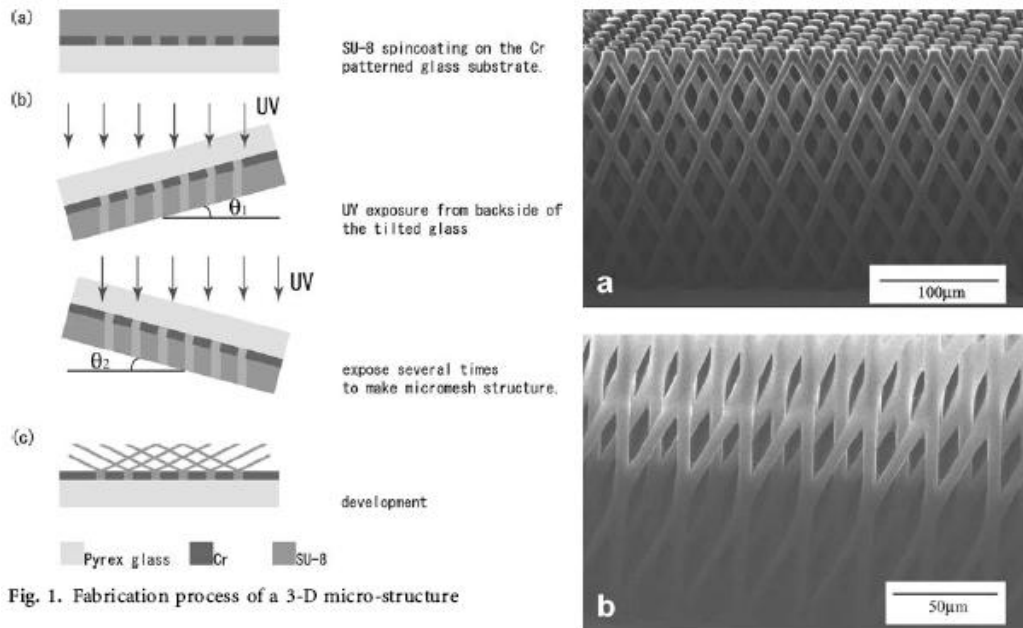 (a)
SU-8 spincoating on the Cr
patterned glass substrate.
(b)
UV
θ1
UV exposure from backside of
the tilted glass
UV
θ2
expose several times
to make micromesh structure.
(c)
development
Pyrex glass
Cr
SU-8
Fig. 1. Fabrication process of a 3-D micro-structure
a
100μm
b
50μm